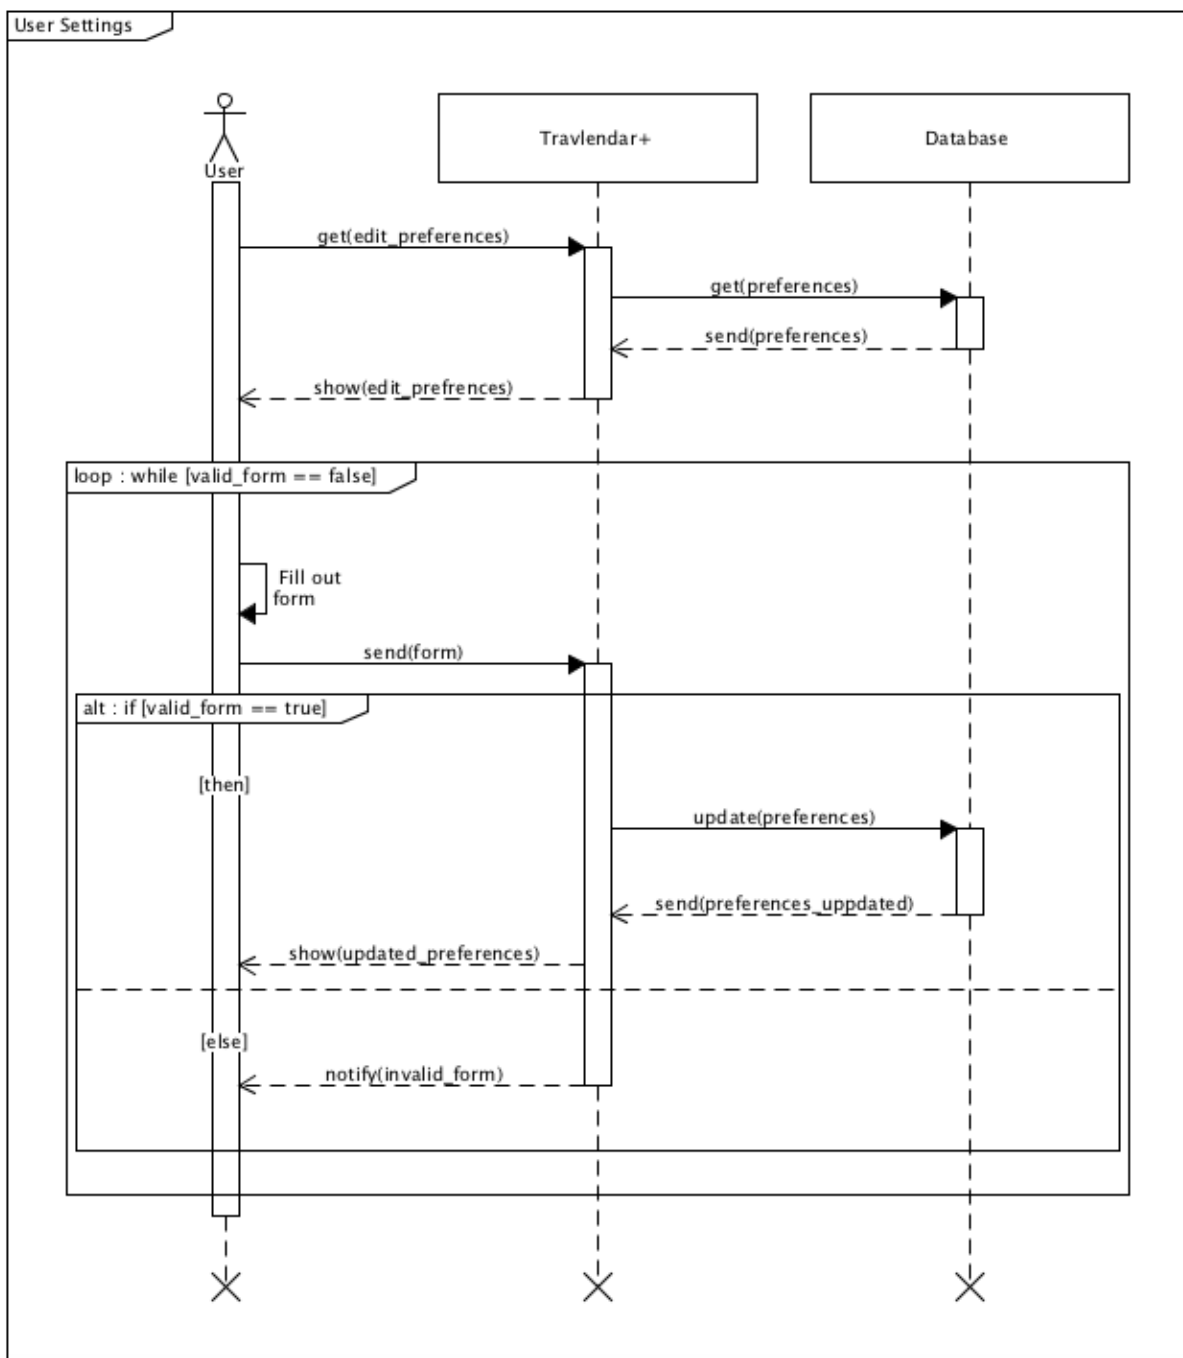 User Settings
User
Travlendar+
Database
get(edit_preferences)
get(preferences)
send(preferences)
show(edit_prefrences)
loop : while [valid_form == false]
Fill out
form
send(form)
alt : if [valid_form == true]
[then]
update(preferences)
send(preferences_uppdated)
show(updated_preferences)
[else]
notify(invalid_form)